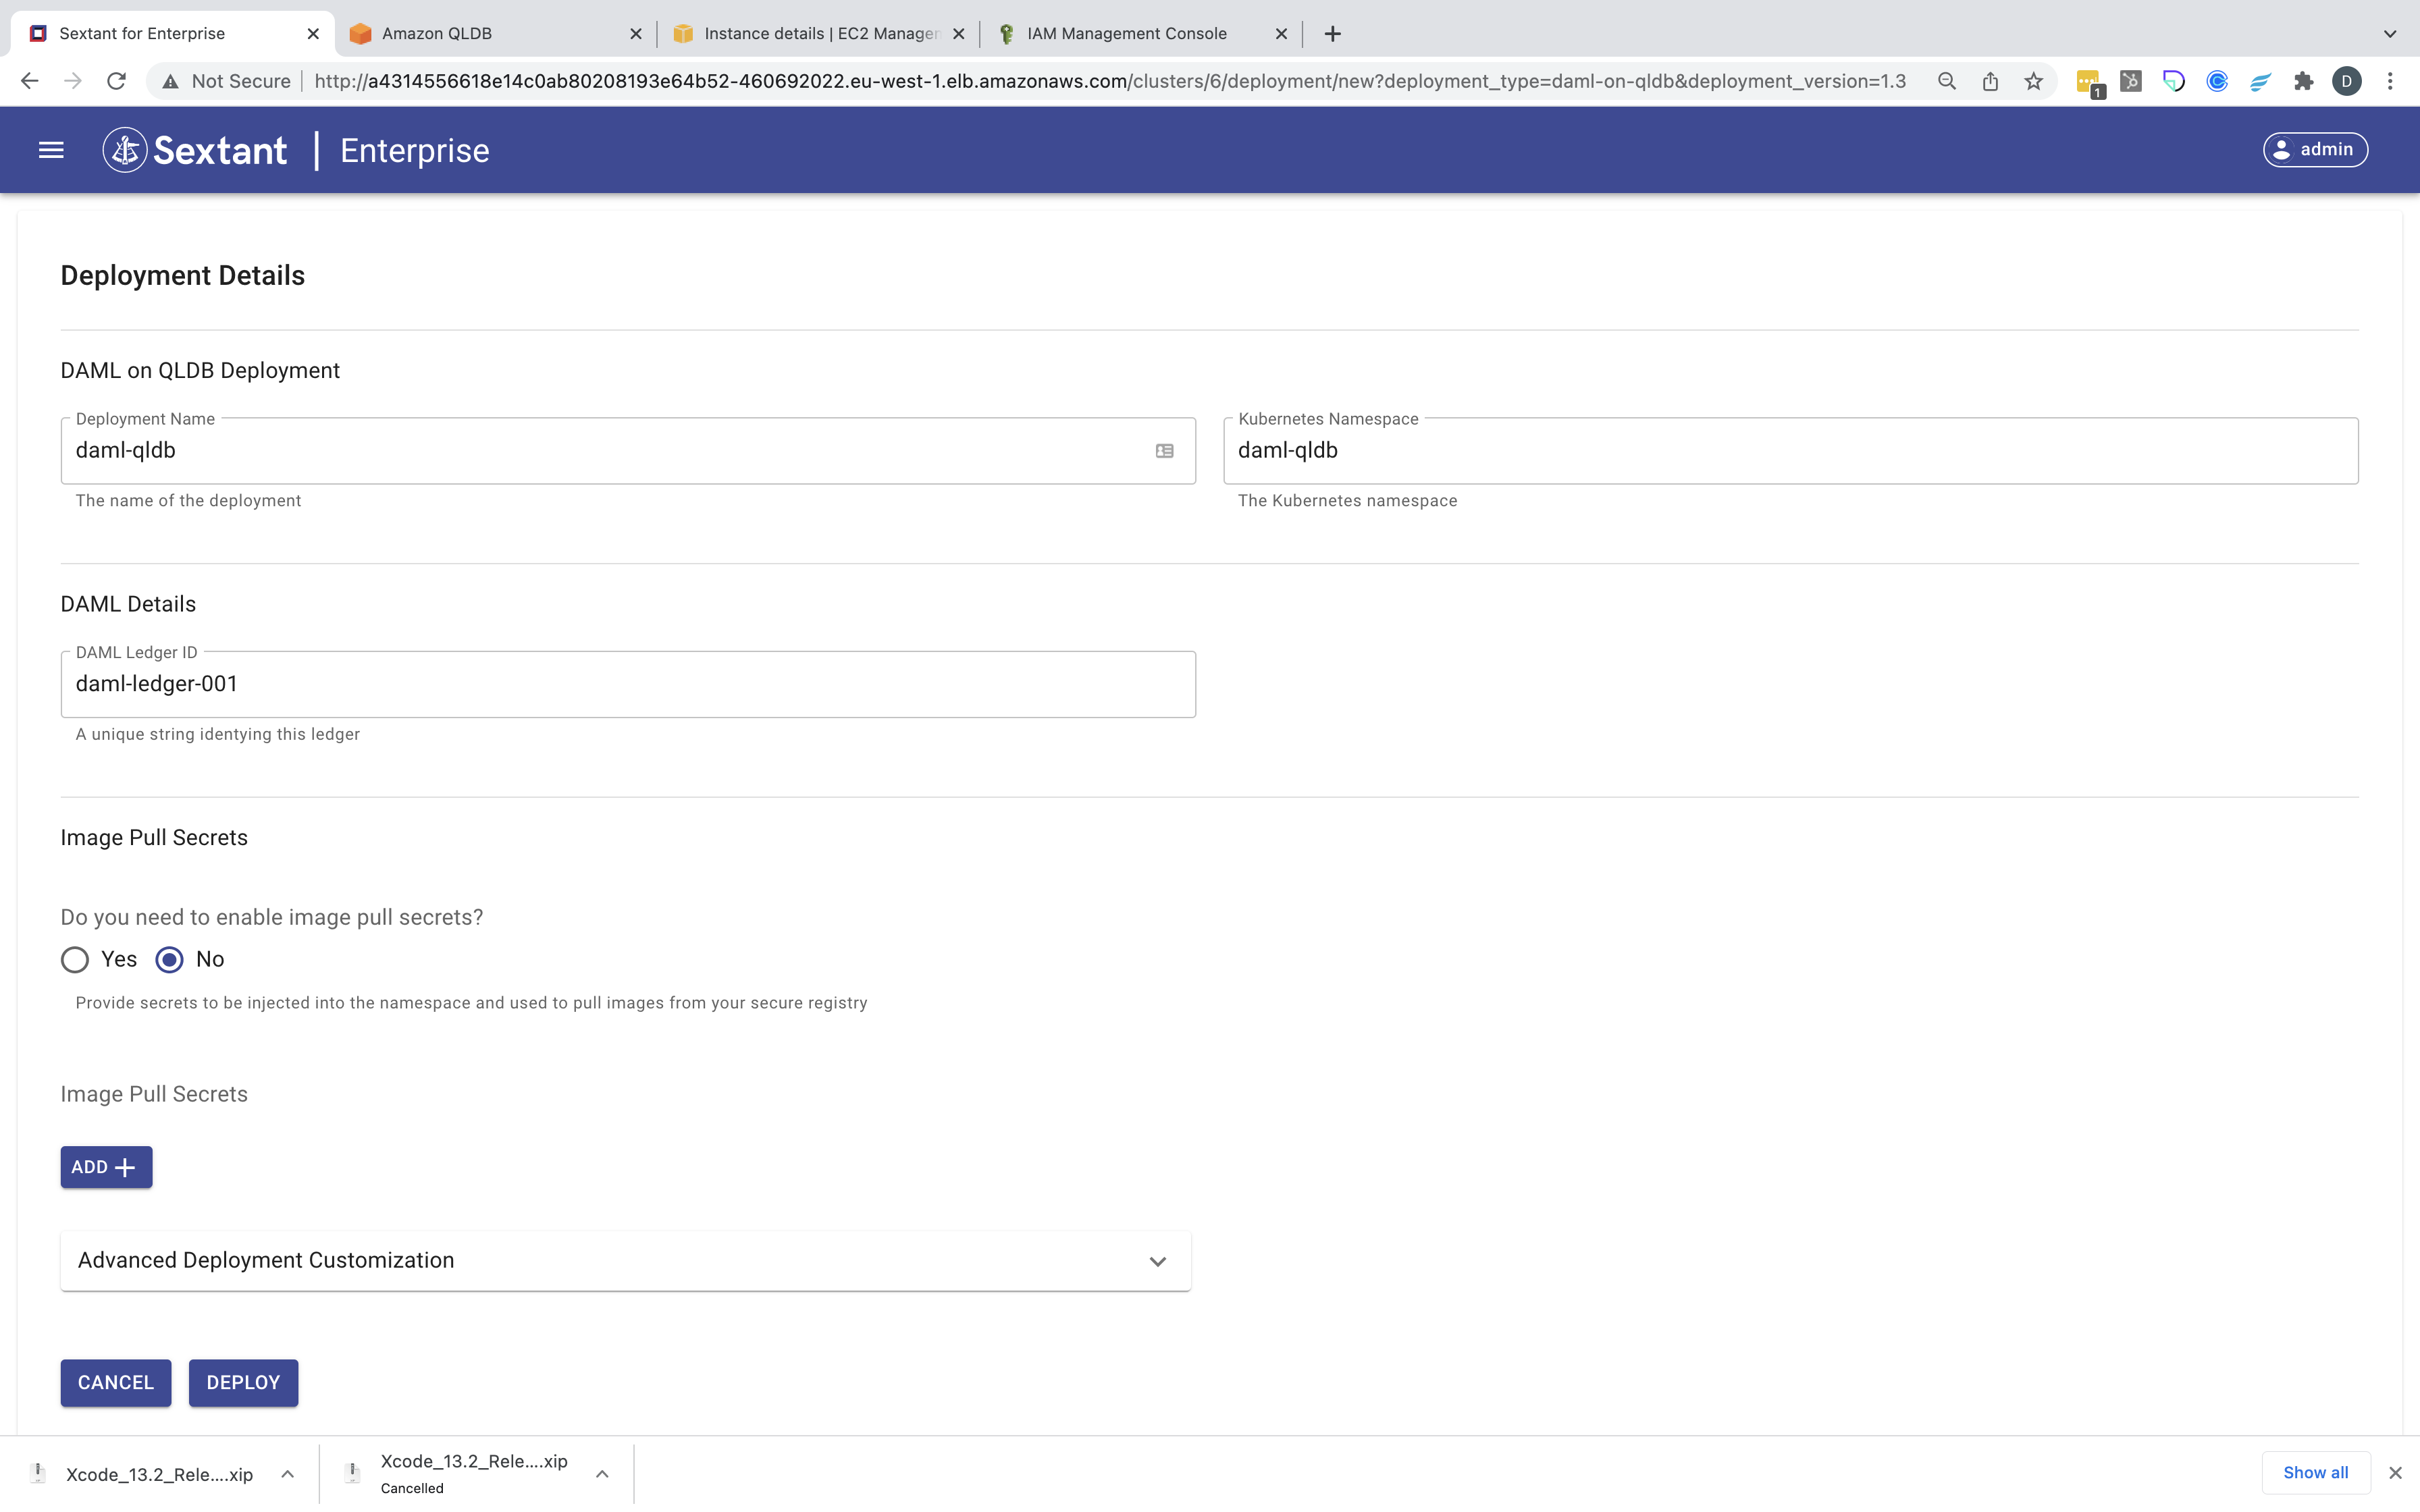 Sextant for Enterprise
Amazon QLDB
Instance details | EC2 Manager
IAM Management Console
Not Secure
http://a4314556618e14c0ab80208193e64b52-460692022.eu-west-1.elb.amazonaws.com/clusters/6/deployment/new?deployment_type=daml-on-qldb&deployment_version=1.3
1
D
Sextant | Enterprise
admin
Deployment Details
DAML on QLDB Deployment
Deployment Name
daml-qldb
The name of the deployment
Kubernetes Namespace
daml-qldb
The Kubernetes namespace
DAML Details
DAML Ledger ID
daml-ledger-001
A unique string identying this ledger
Image Pull Secrets
Do you need to enable image pull secrets?
Yes
No
Provide secrets to be injected into the namespace and used to pull images from your secure registry
Image Pull Secrets
ADD
Advanced Deployment Customization
CANCEL
DEPLOY
Xcode_13.2_Rele....xip
Xcode_13.2_Rele....xip
Cancelled
Show all